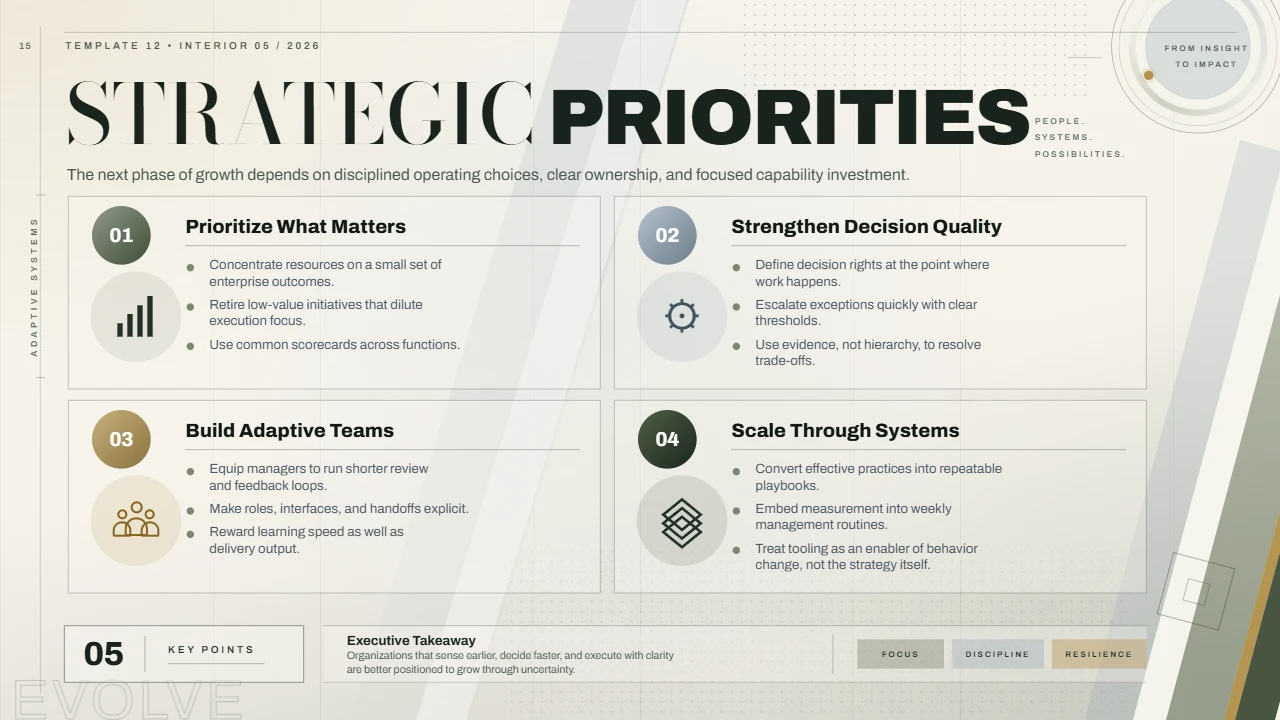 15
TEMPLATE 12 • INTERIOR 05 / 2026
FROM INSIGHT
TO IMPACT
STRATEGIC PRIORITIES
PEOPLE.
SYSTEMS.
POSSIBILITIES.
The next phase of growth depends on disciplined operating choices, clear ownership, and focused capability investment.
ADAPTIVE SYSTEMS
01
Prioritize What Matters
Concentrate resources on a small set of
enterprise outcomes.
Retire low-value initiatives that dilute
execution focus.
Use common scorecards across functions.
02
Strengthen Decision Quality
Define decision rights at the point where
work happens.
Escalate exceptions quickly with clear
thresholds.
Use evidence, not hierarchy, to resolve
trade-offs.
03
Build Adaptive Teams
Equip managers to run shorter review
and feedback loops.
Make roles, interfaces, and handoffs explicit.
Reward learning speed as well as
delivery output.
04
Scale Through Systems
Convert effective practices into repeatable
playbooks.
Embed measurement into weekly
management routines.
Treat tooling as an enabler of behavior
change, not the strategy itself.
05
KEY POINTS
Executive Takeaway
Organizations that sense earlier, decide faster, and execute with clarity
are better positioned to grow through uncertainty.
FOCUS
DISCIPLINE
RESILIENCE
EVOLVE